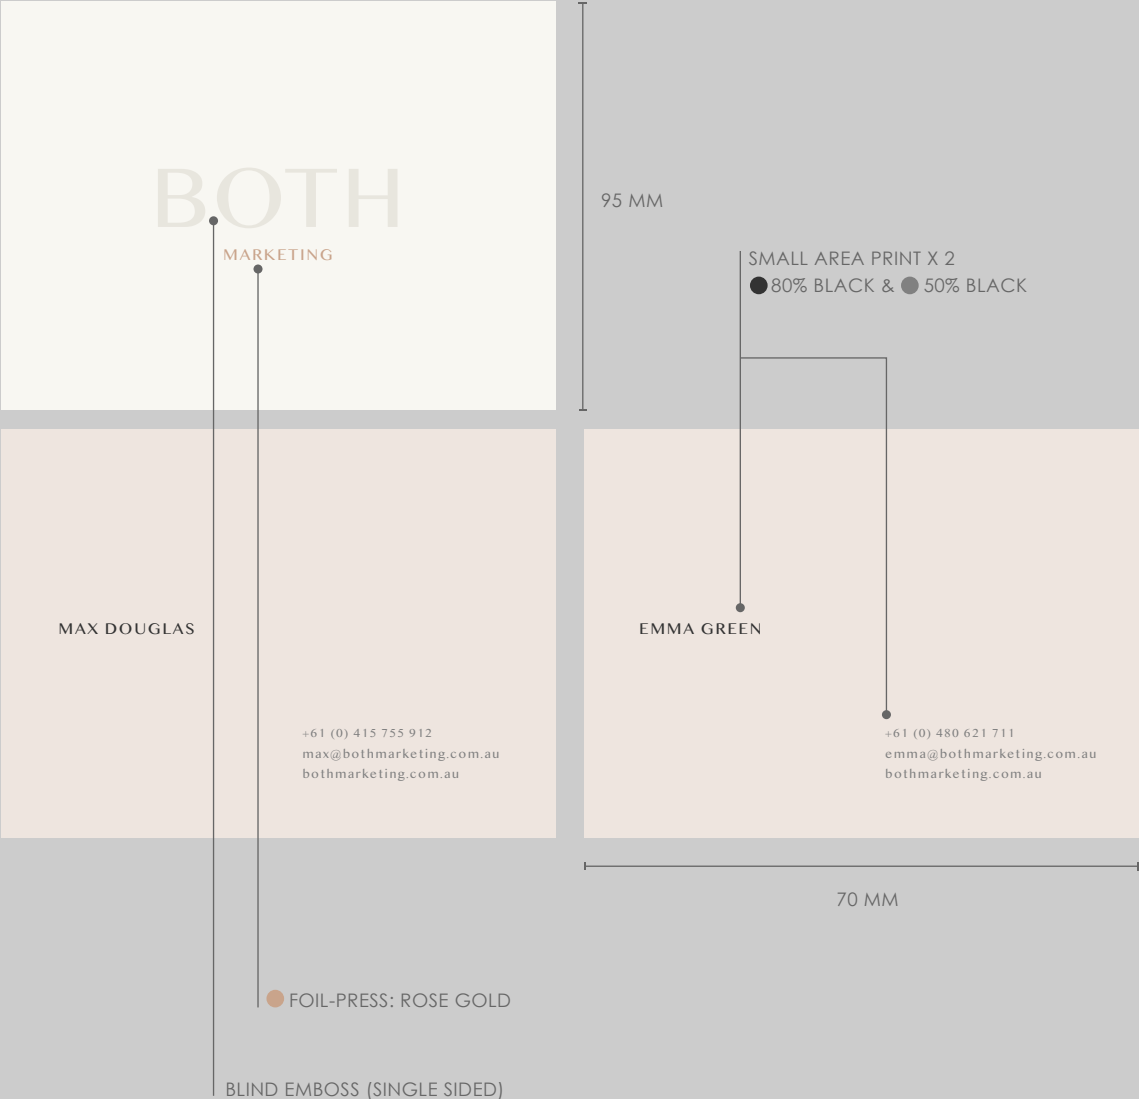 BOTH
MARKETING
95 MM
SMALL AREA PRINT X 2
80% BLACK & 50% BLACK
MAX DOUGLAS
+61 (0) 415 755 912
max@bothmarketing.com.au
bothmarketing.com.au
EMMA GREEN
+61 (0) 480 621 711
emma@bothmarketing.com.au
bothmarketing.com.au
70 MM
FOIL-PRESS: ROSE GOLD
BLIND EMBOSS (SINGLE SIDED)